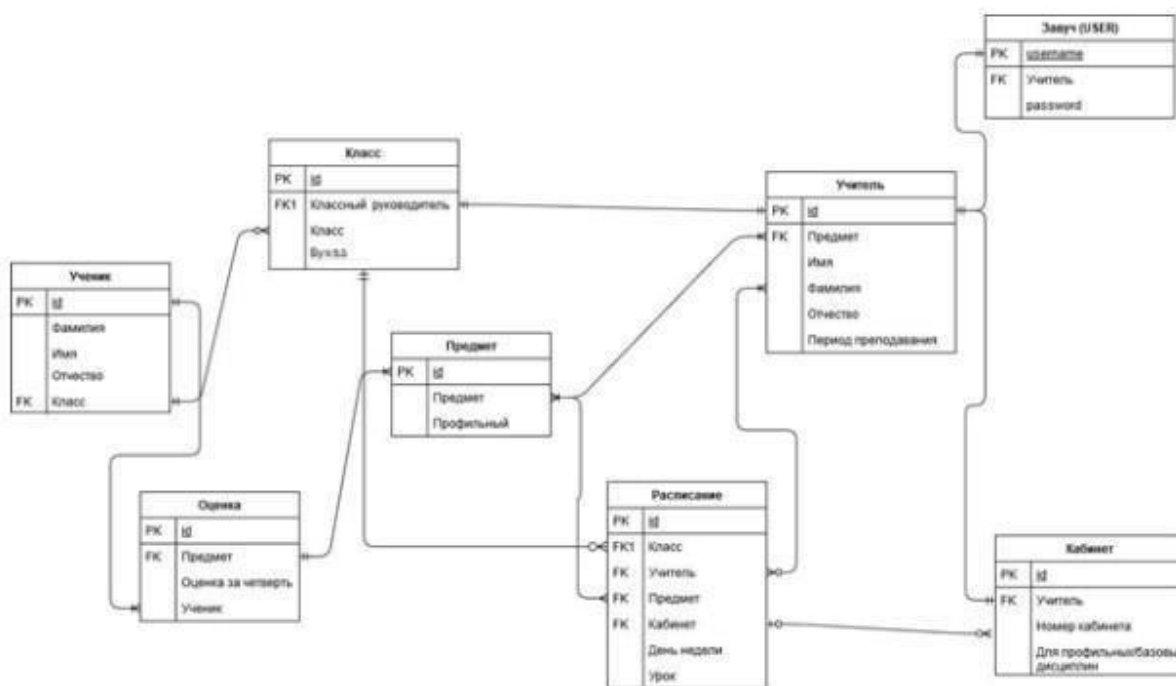 Завуч (USER)
PK username
FK Учитель
password
Класс
PK id
FK1 Классный руководитель
Класс
Буква
Учитель
PK id
FK Предмет
Имя
Фамилия
Отчество
Период преподавания
Ученик
PK id
Фамилия
Имя
Отчество
FK Класс
Предмет
PK id
Предмет
Профильный
Оценка
PK id
FK Предмет
Оценка за четверть
Ученик
Расписание
PK id
FK1 Класс
FK Учитель
FK Предмет
FK Кабинет
День недели
Урок
Кабинет
PK id
FK Учитель
Номер кабинета
Для профильных/базовы
дисциплин